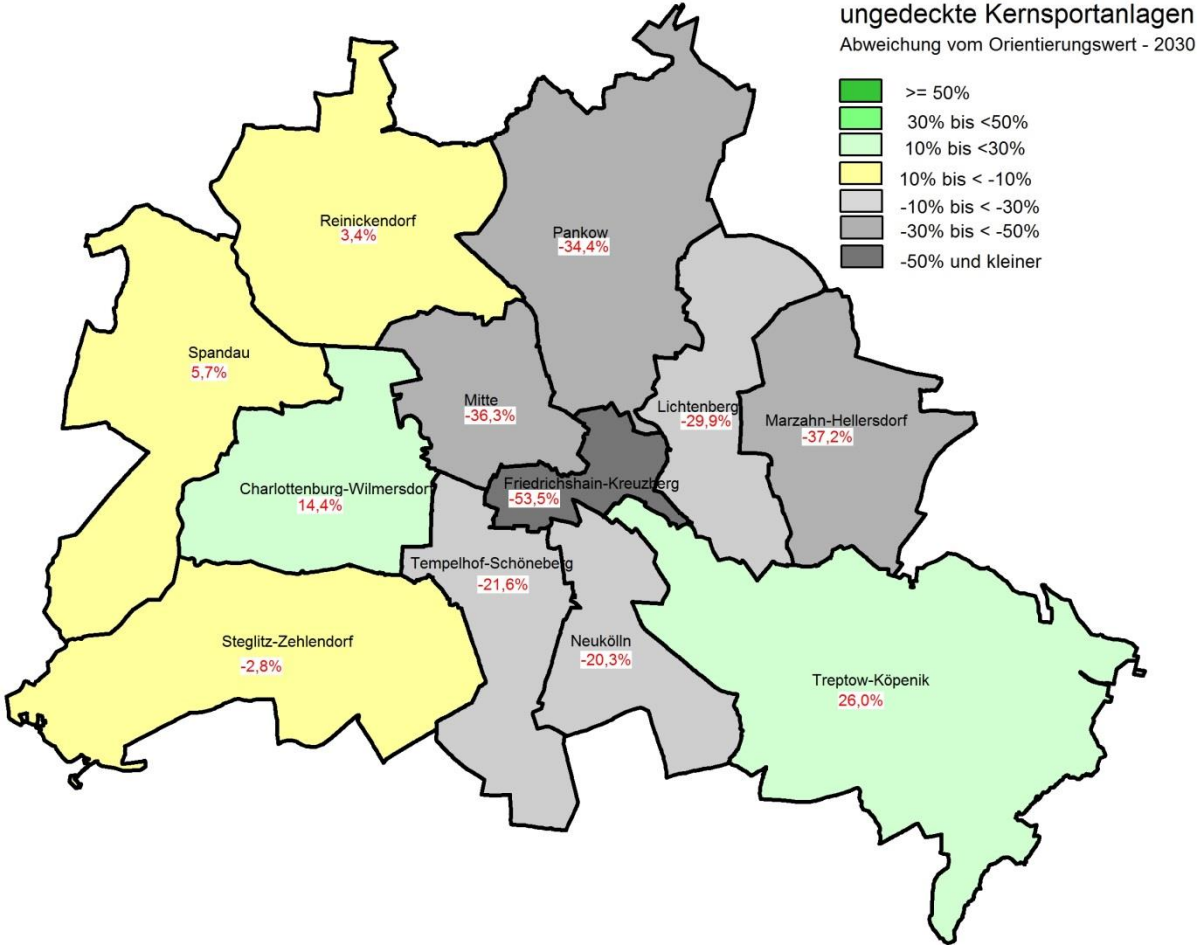 ungedeckte Kernsportanlagen
Abweichung vom Orientierungswert - 2030
>= 50%
30% bis <50%
10% bis <30%
10% bis < -10%
-10% bis < -30%
-30% bis < -50%
-50% und kleiner
Reinickendorf
3,4%
Pankow
-34,4%
Spandau
5,7%
Mitte
-36,3%
Lichtenberg
-29,9%
Marzahn-Hellersdorf
-37,2%
Charlottenburg-Wilmersdorf
14,4%
Friedrichshain-Kreuzberg
-53,5%
Tempelhof-Schöneberg
-21,6%
Steglitz-Zehlendorf
-2,8%
Neukölln
-20,3%
Treptow-Köpenik
26,0%